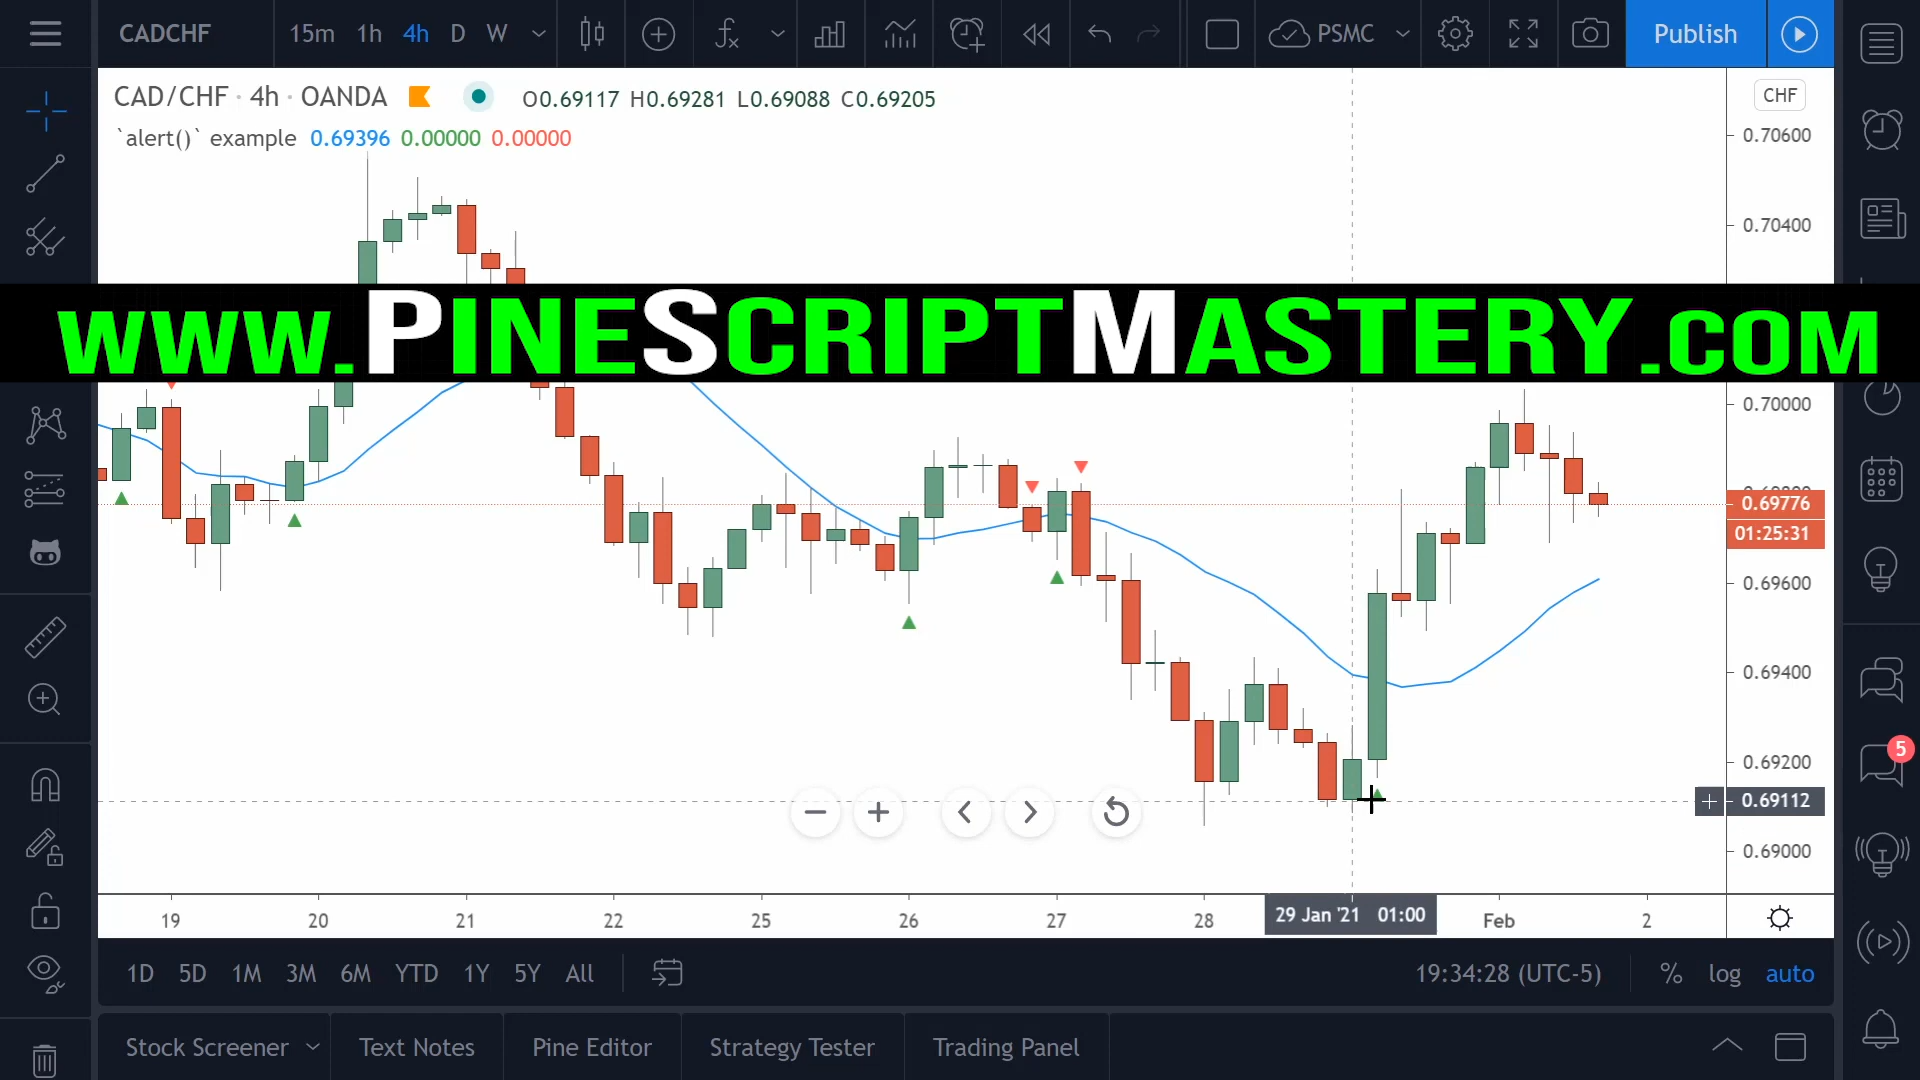 CADCHF 15m 1h 4h D W PSMC Publish
CAD/CHF · 4h · OANDA O0.69117 H0.69281 L0.69088 C0.69205
`alert()` example 0.69396 0.00000 0.00000
CHF
0.70600
0.70400
www.PineScriptMastery.com
0.70000
0.69776
01:25:31
0.69600
0.69400
0.69200
5
0.69112
0.69000
19 20 21 22 25 26 27 28 29 Jan '21 01:00 Feb 2
1D 5D 1M 3M 6M YTD 1Y 5Y All 19:34:28 (UTC-5) % log auto
Stock Screener Text Notes Pine Editor Strategy Tester Trading Panel